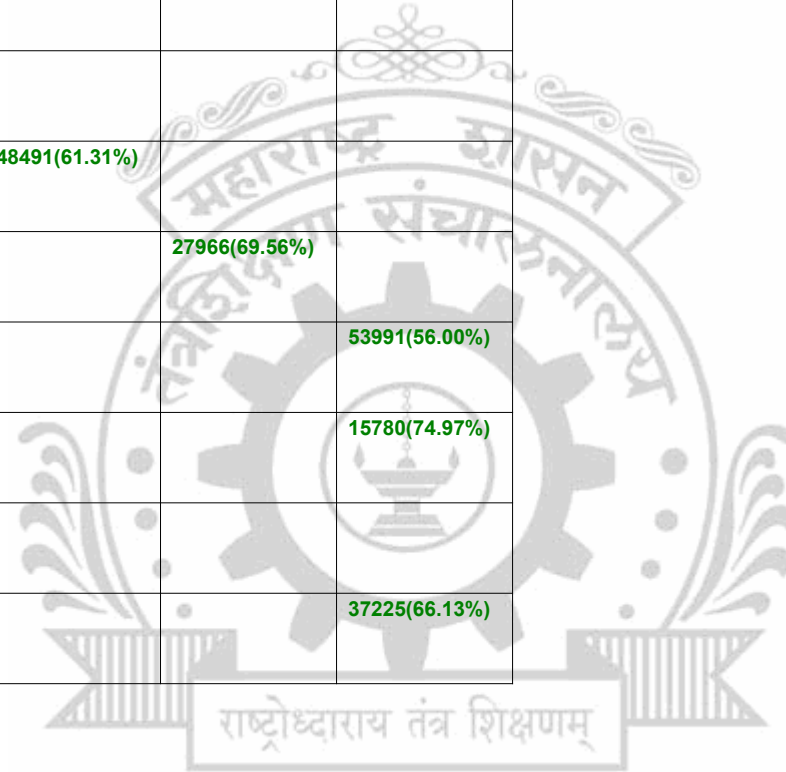 महाराष्ट्र शासन
तंत्रशिक्षण संचालनालय
48491(61.31%)
27966(69.56%)
53991(56.00%)
15780(74.97%)
37225(66.13%)
राष्ट्रोध्दाराय तंत्र शिक्षणम्